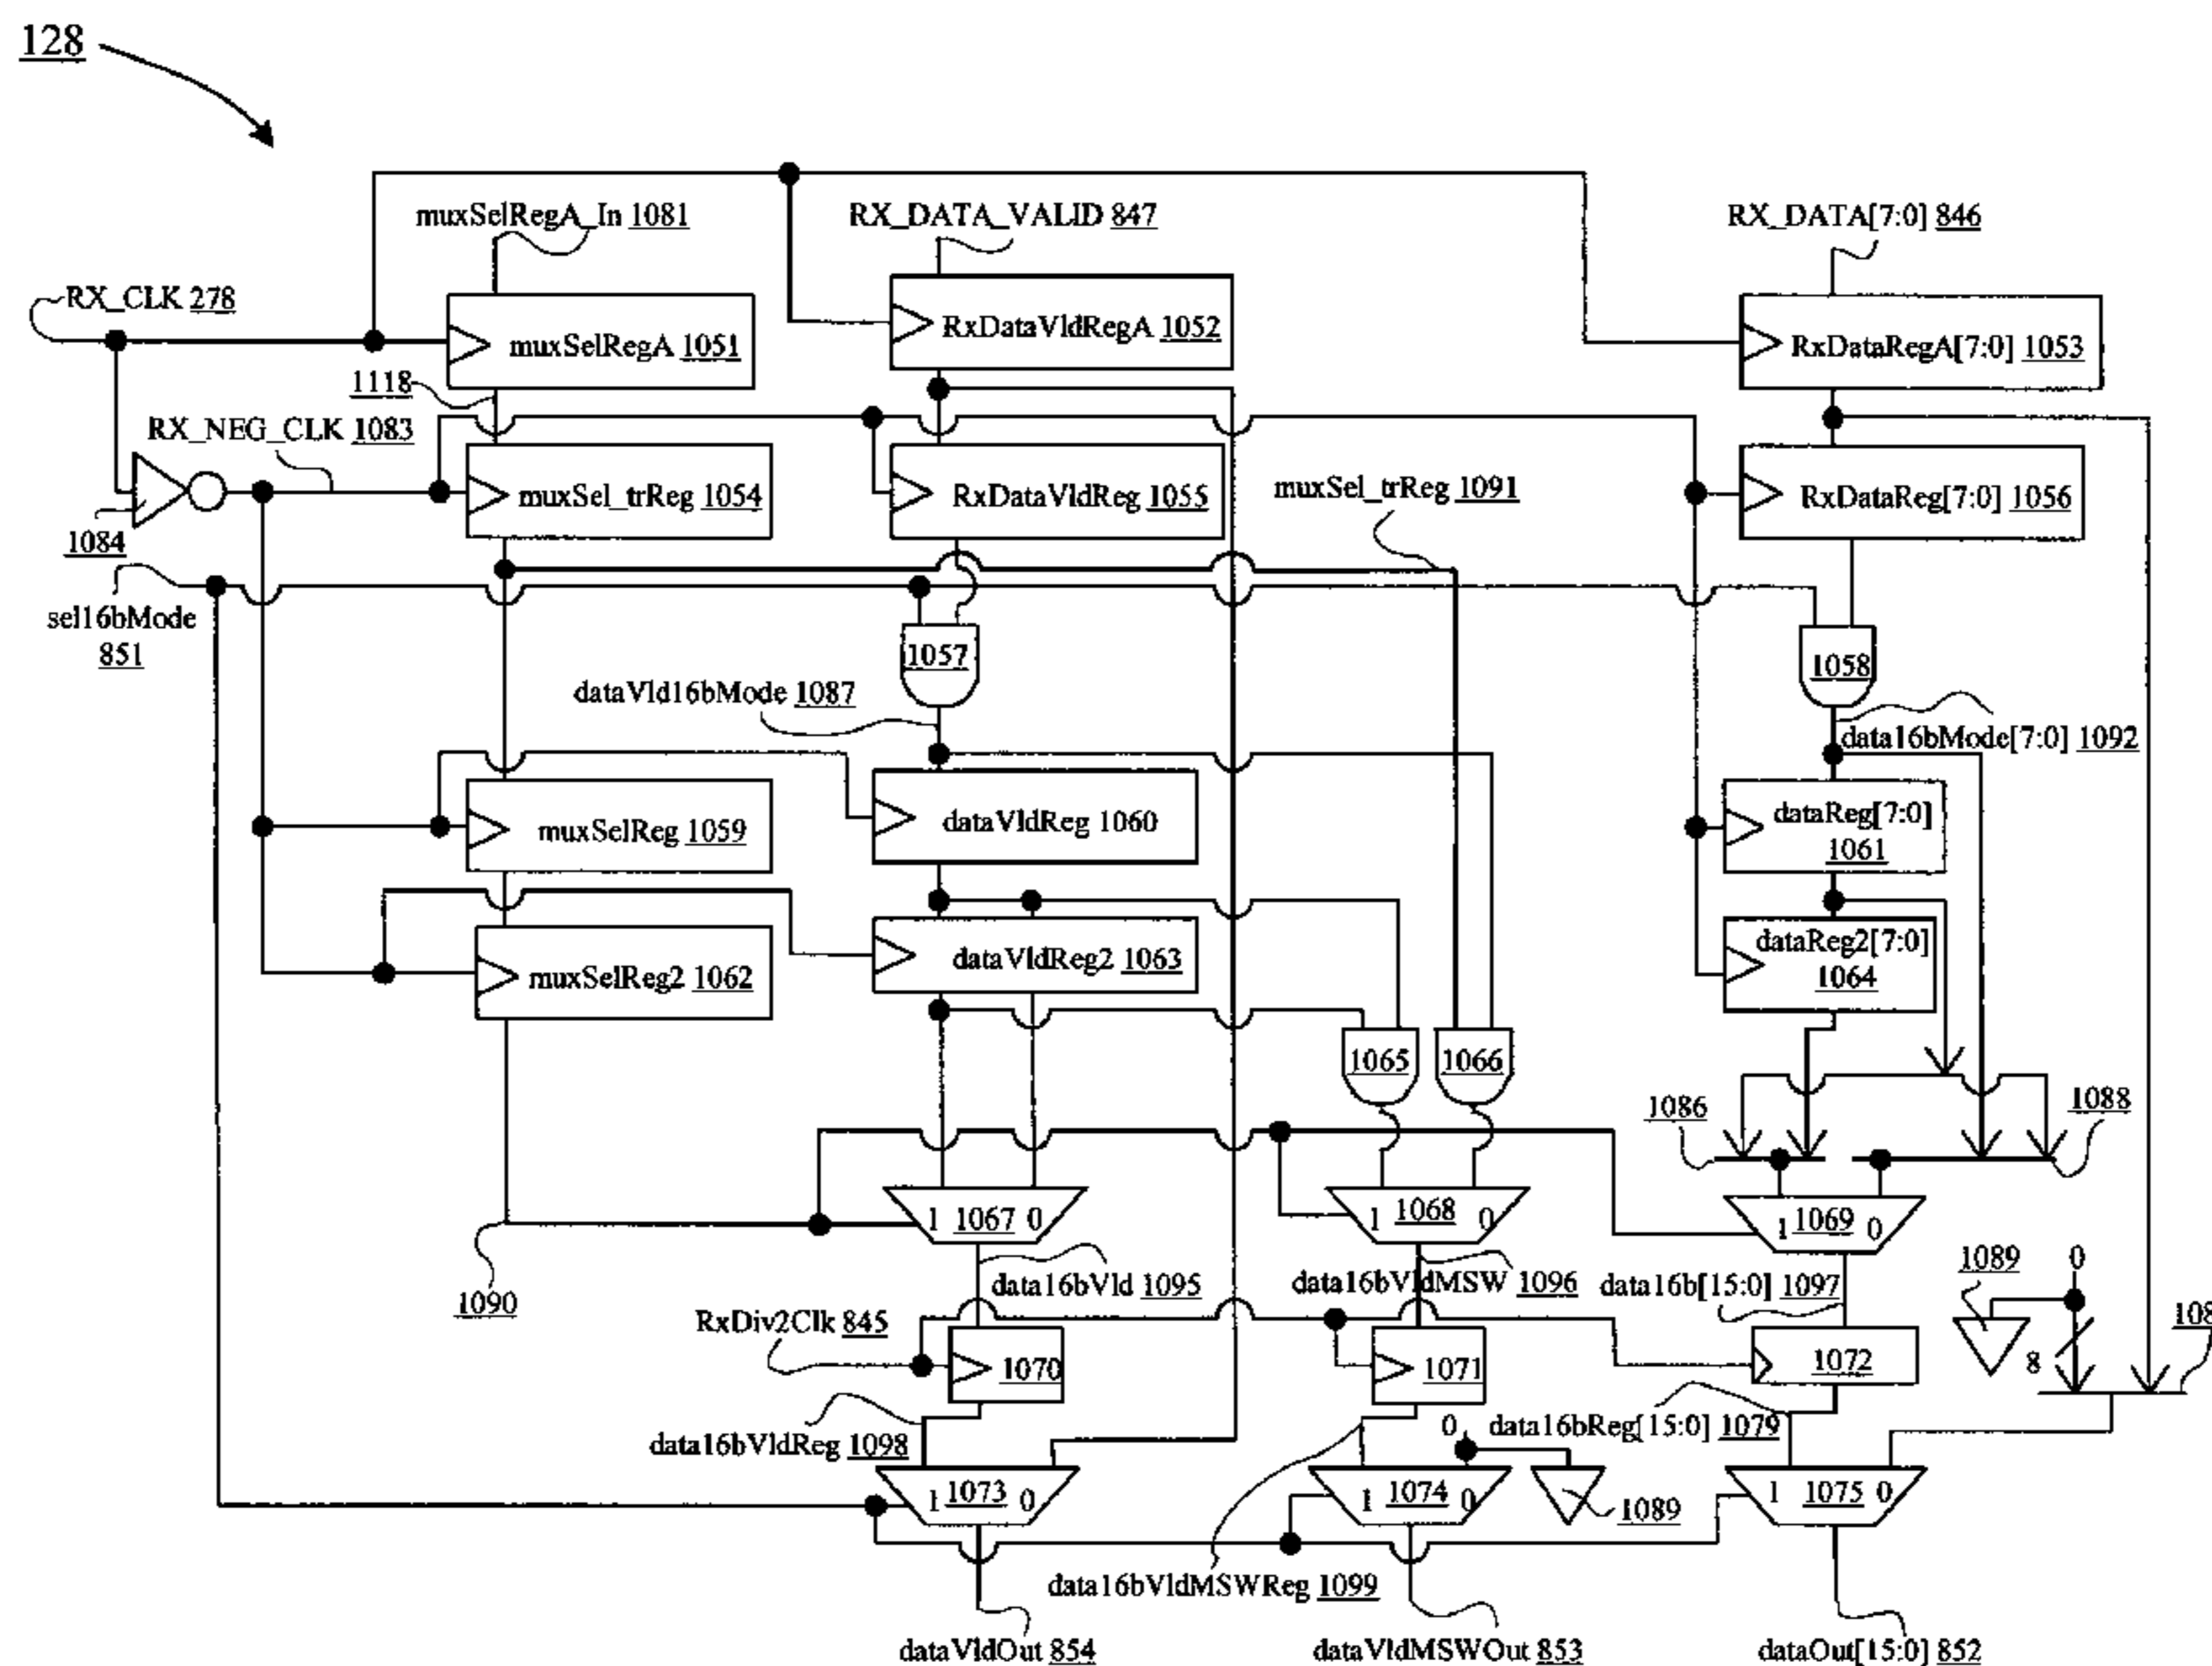 128
muxSelRegA_In 1081
RX_DATA_VALID 847
RX_DATA[7:0] 846
RX_CLK 278
muxSelRegA 1051
RxDataVldRegA 1052
RxDataRegA[7:0] 1053
1118
RX_NEG_CLK 1083
muxSel_trReg 1054
RxDataVldReg 1055
muxSel_trReg 1091
RxDataReg[7:0] 1056
1084
sel16bMode
851
1057
1058
dataVld16bMode 1087
data16bMode[7:0] 1092
muxSelReg 1059
dataVldReg 1060
dataReg[7:0]
1061
muxSelReg2 1062
dataVldReg2 1063
dataReg2[7:0]
1064
1065
1066
1086
1088
1 1067 0
1 1068 0
1 1069 0
1090
data16bVld 1095
data16bVldMSW 1096
data16b[15:0] 1097
1089
0
RxDiv2Clk 845
1070
1071
1072
8
data16bVldReg 1098
0
data16bReg[15:0] 1079
1 1073 0
1 1074 0
1089
1 1075 0
data16bVldMSWReg 1099
dataVldOut 854
dataVldMSWOut 853
dataOut[15:0] 852